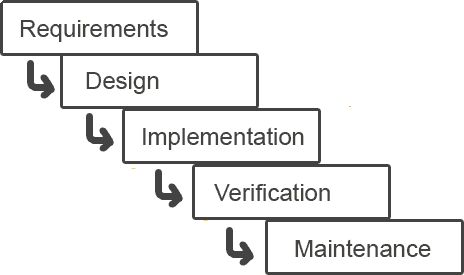 Requirements
Design
Implementation
Verification
Maintenance